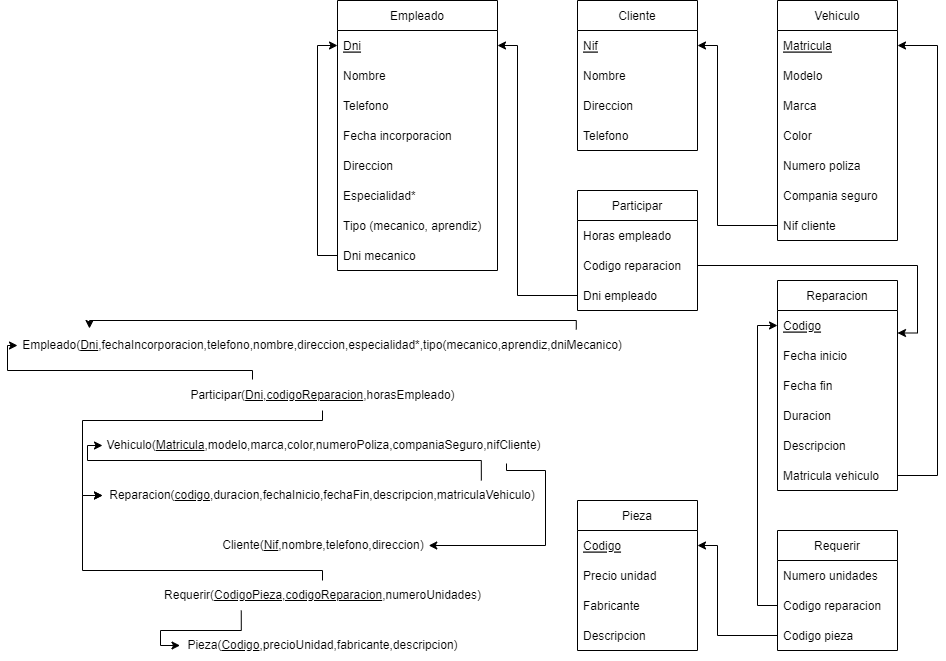 Empleado
Dni
Nombre
Telefono
Fecha incorporacion
Direccion
Especialidad*
Tipo (mecanico, aprendiz)
Dni mecanico
Cliente
Nif
Nombre
Direccion
Telefono
Vehiculo
Matricula
Modelo
Marca
Color
Numero poliza
Compania seguro
Nif cliente
Participar
Horas empleado
Codigo reparacion
Dni empleado
Reparacion
Codigo
Fecha inicio
Fecha fin
Duracion
Descripcion
Matricula vehiculo
Empleado(Dni,fechaIncorporacion,telefono,nombre,direccion,especialidad*,tipo(mecanico,aprendiz,dniMecanico)
Participar(Dni,codigoReparacion,horasEmpleado)
Vehiculo(Matricula,modelo,marca,color,numeroPoliza,companiaSeguro,nifCliente)
Reparacion(codigo,duracion,fechaInicio,fechaFin,descripcion,matriculaVehiculo)
Cliente(Nif,nombre,telefono,direccion)
Requerir(CodigoPieza,codigoReparacion,numeroUnidades)
Pieza(Codigo,precioUnidad,fabricante,descripcion)
Pieza
Codigo
Precio unidad
Fabricante
Descripcion
Requerir
Numero unidades
Codigo reparacion
Codigo pieza